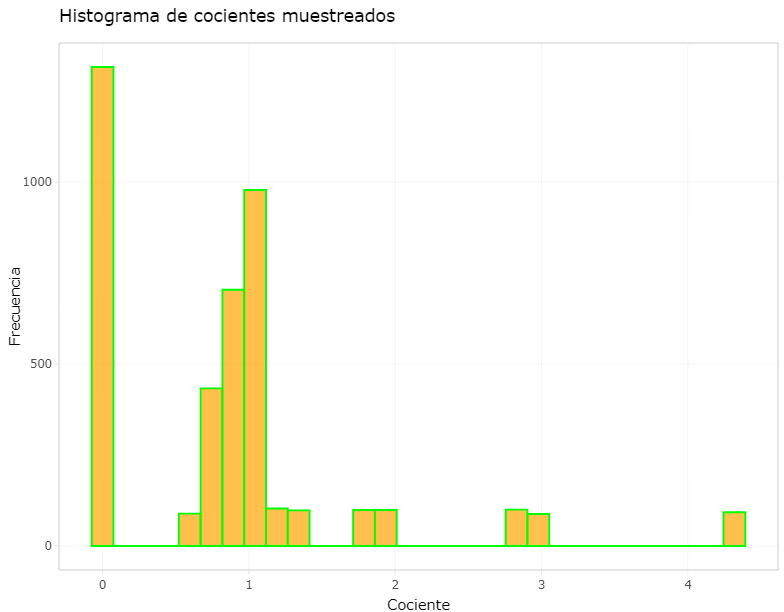 Histograma de cocientes muestreados
Frecuencia
1000
500
0
0 1 2 3 4
Cociente